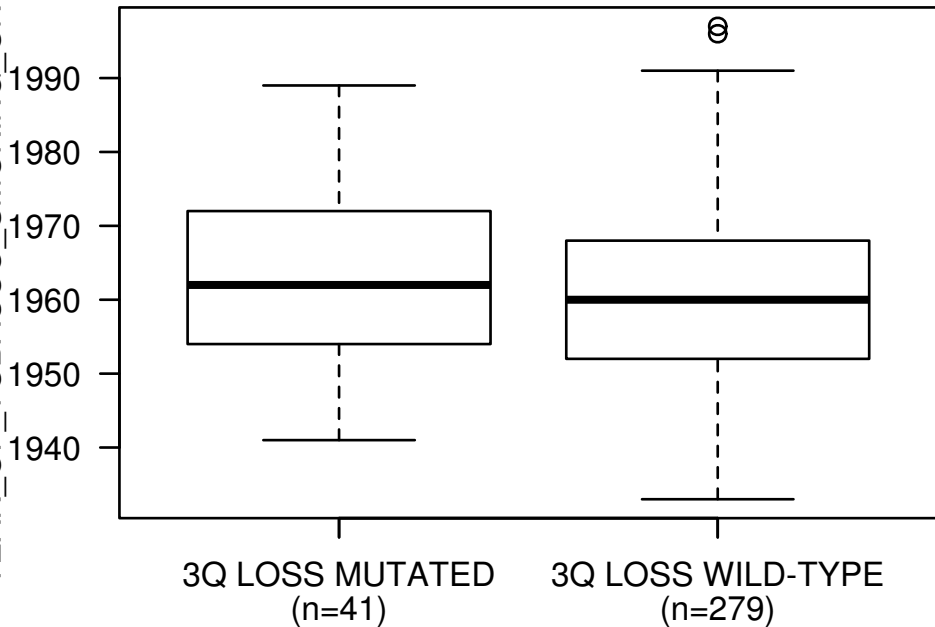 1990
1980
1970
1960
1950
1940
3Q LOSS MUTATED
(n=41)
3Q LOSS WILD-TYPE
(n=279)